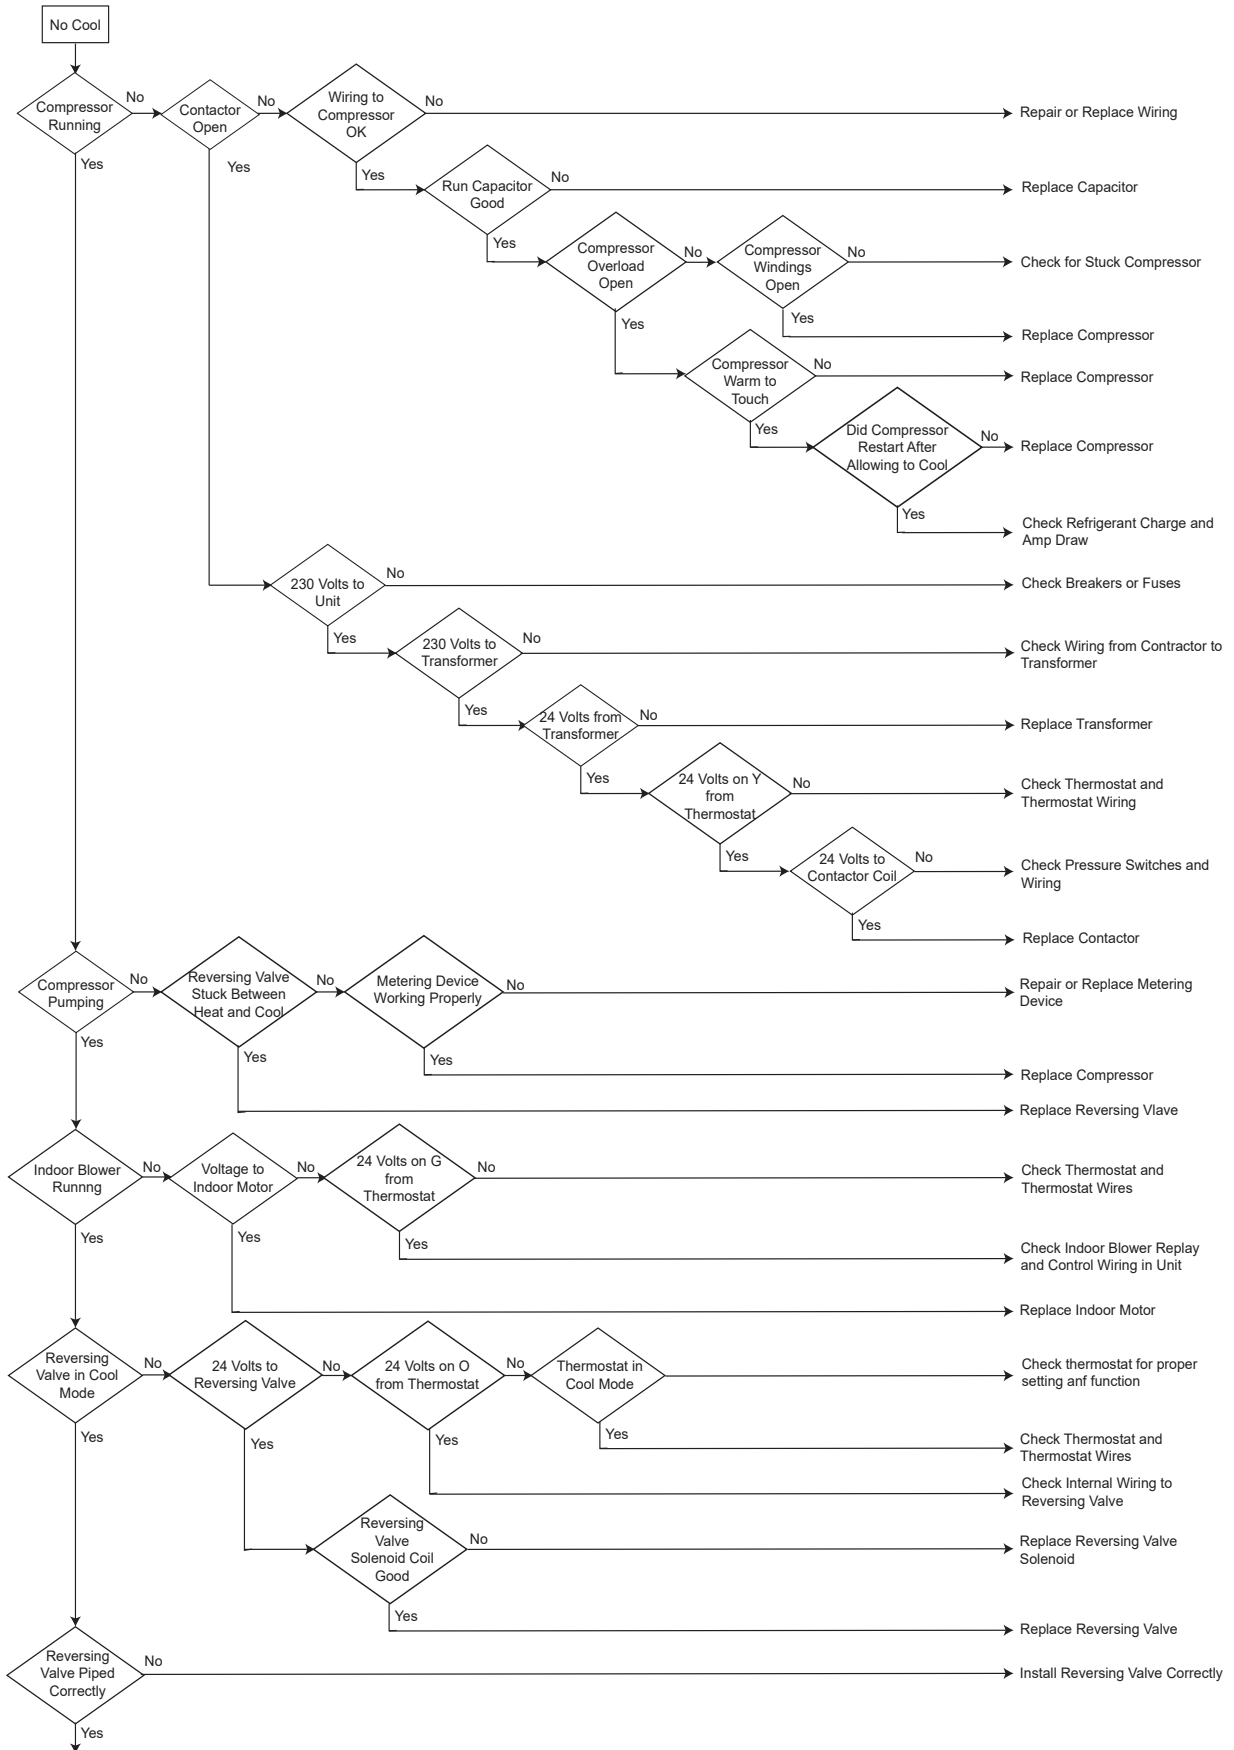 No Cool
Compressor
Running
No
Contactor
Open
No
Wiring to
Compressor
OK
No
Repair or Replace Wiring
Yes
Yes
Yes
Run Capacitor
Good
No
Replace Capacitor
Yes
Compressor
Overload
Open
No
Compressor
Windings
Open
No
Check for Stuck Compressor
Yes
Replace Compressor
Yes
Compressor
Warm to
Touch
No
Replace Compressor
Yes
Did Compressor
Restart After
Allowing to Cool
No
Replace Compressor
Yes
Check Refrigerant Charge and
Amp Draw
230 Volts to
Unit
No
Check Breakers or Fuses
Yes
230 Volts to
Transformer
No
Check Wiring from Contractor to
Transformer
Yes
24 Volts from
Transformer
No
Replace Transformer
Yes
24 Volts on Y
from
Thermostat
No
Check Thermostat and
Thermostat Wiring
Yes
24 Volts to
Contactor Coil
No
Check Pressure Switches and
Wiring
Yes
Replace Contactor
Compressor
Pumping
No
Reversing Valve
Stuck Between
Heat and Cool
No
Metering Device
Working Properly
No
Repair or Replace Metering
Device
Yes
Yes
Yes
Replace Compressor
Replace Reversing Vlave
Indoor Blower
Runnng
No
Voltage to
Indoor Motor
No
24 Volts on G
from
Thermostat
No
Check Thermostat and
Thermostat Wires
Yes
Yes
Yes
Check Indoor Blower Replay
and Control Wiring in Unit
Replace Indoor Motor
Reversing
Valve in Cool
Mode
No
24 Volts to
Reversing Valve
No
24 Volts on O
from Thermostat
No
Thermostat in
Cool Mode
Check thermostat for proper
setting anf function
Yes
Yes
Yes
Yes
Check Thermostat and
Thermostat Wires
Check Internal Wiring to
Reversing Valve
Reversing
Valve
Solenoid Coil
Good
No
Replace Reversing Valve
Solenoid
Yes
Replace Reversing Valve
Reversing
Valve Piped
Correctly
No
Install Reversing Valve Correctly
Yes